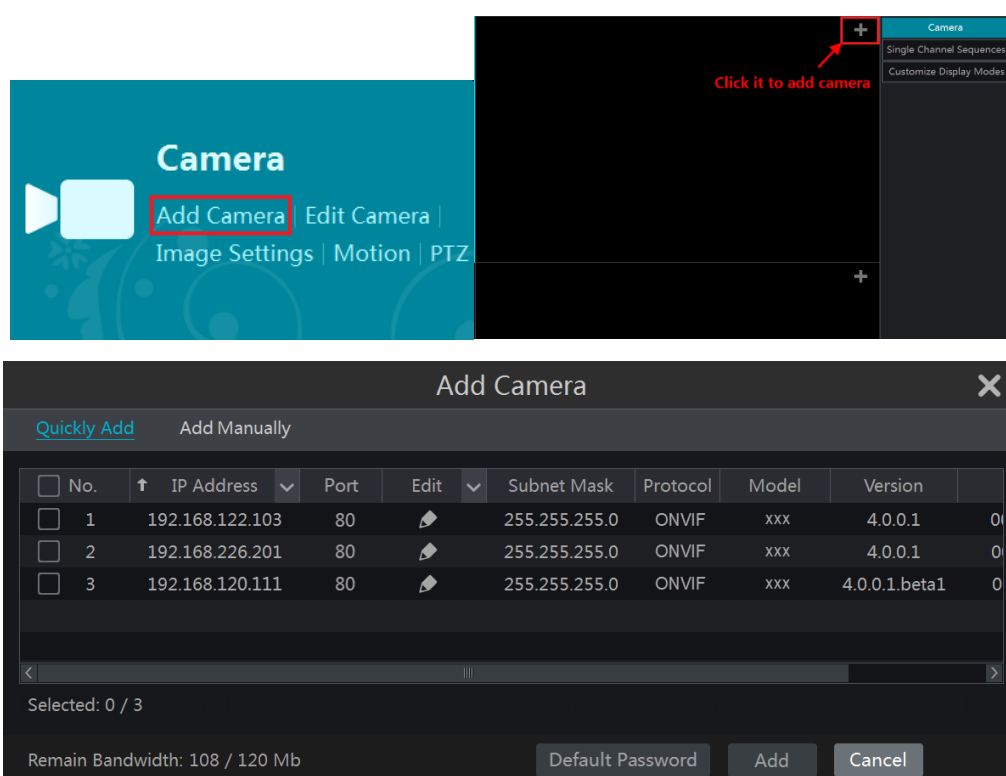 Camera
Add Camera | Edit Camera |
Image Settings | Motion | PTZ
Click it to add camera
Camera
Single Channel Sequences
Customize Display Modes
Add Camera
Quickly Add Add Manually
No. IP Address Port Edit Subnet Mask Protocol Model Version
1 192.168.122.103 80 255.255.255.0 ONVIF xxx 4.0.0.1
2 192.168.226.201 80 255.255.255.0 ONVIF xxx 4.0.0.1
3 192.168.120.111 80 255.255.255.0 ONVIF xxx 4.0.0.1.beta1
Selected: 0 / 3
Remain Bandwidth: 108 / 120 Mb Default Password Add Cancel